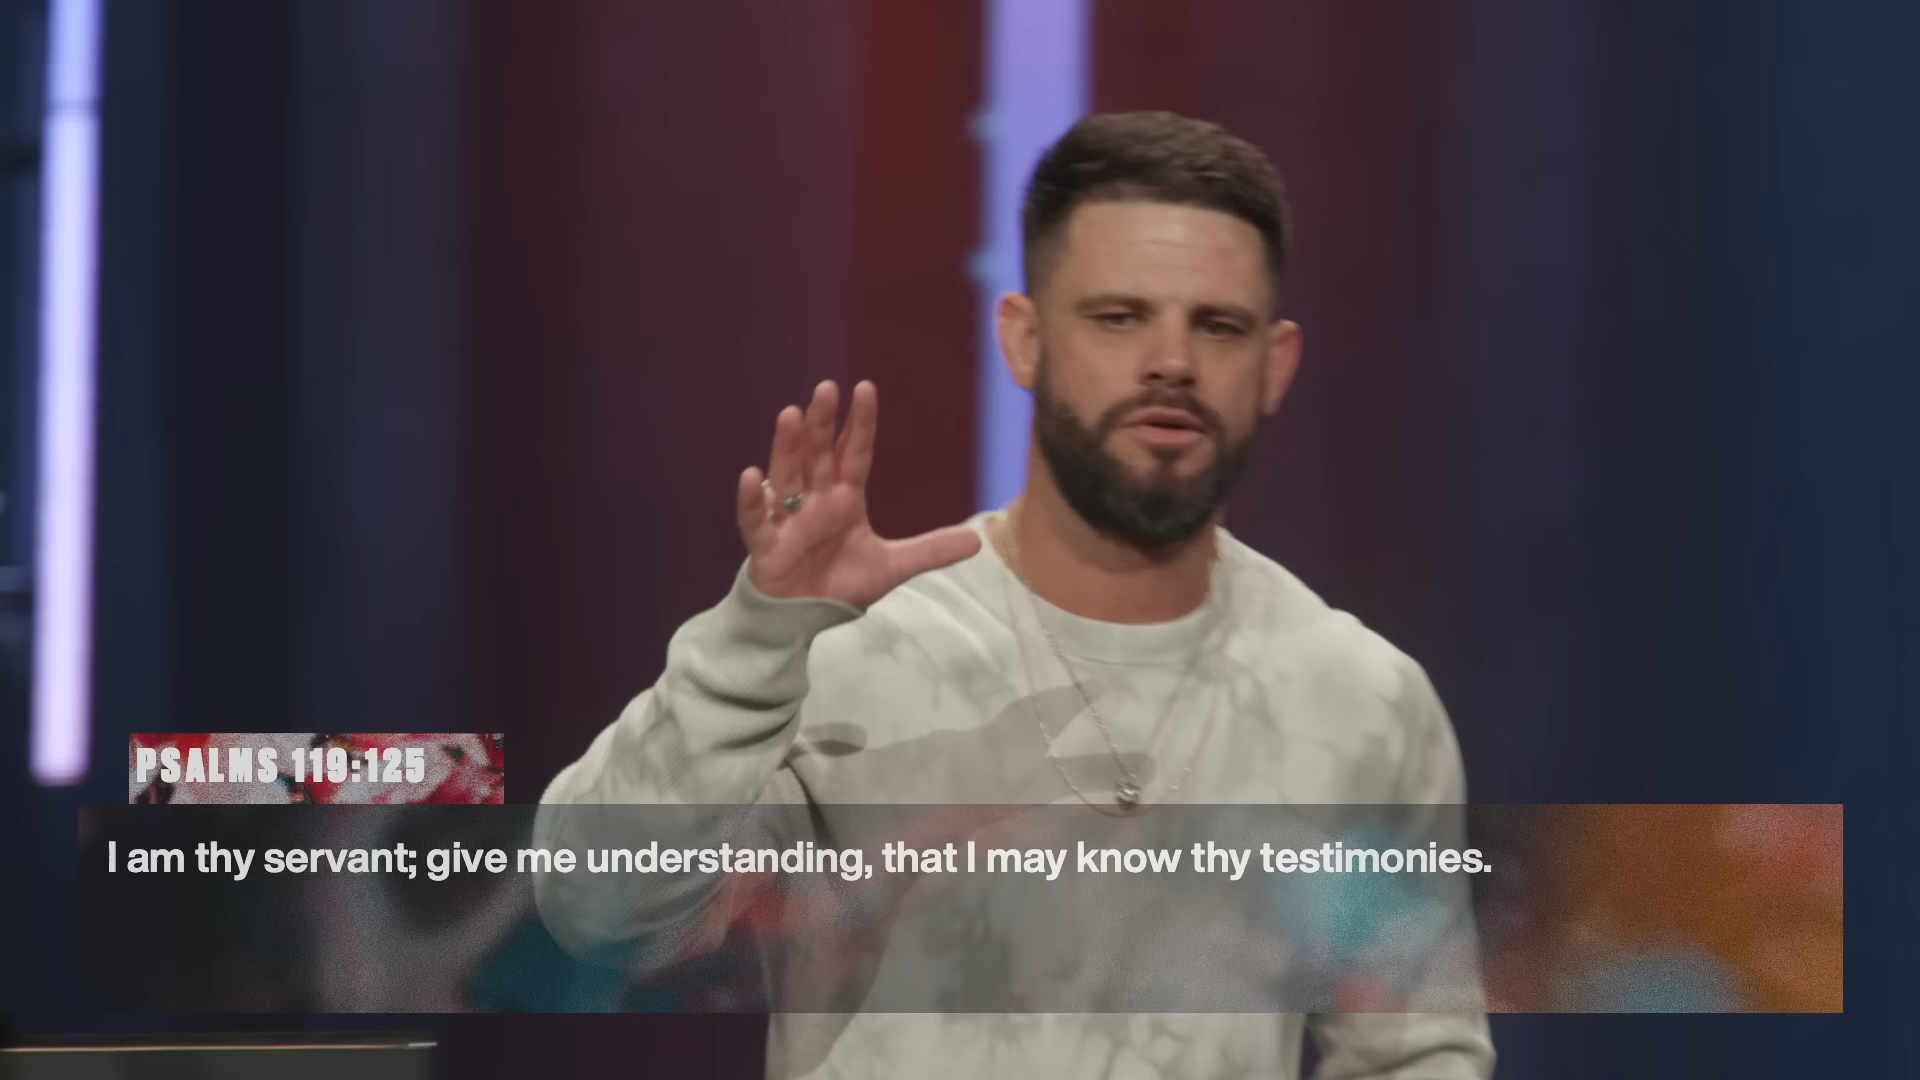 PSALMS 119:125
I am thy servant; give me understanding, that I may know thy testimonies.